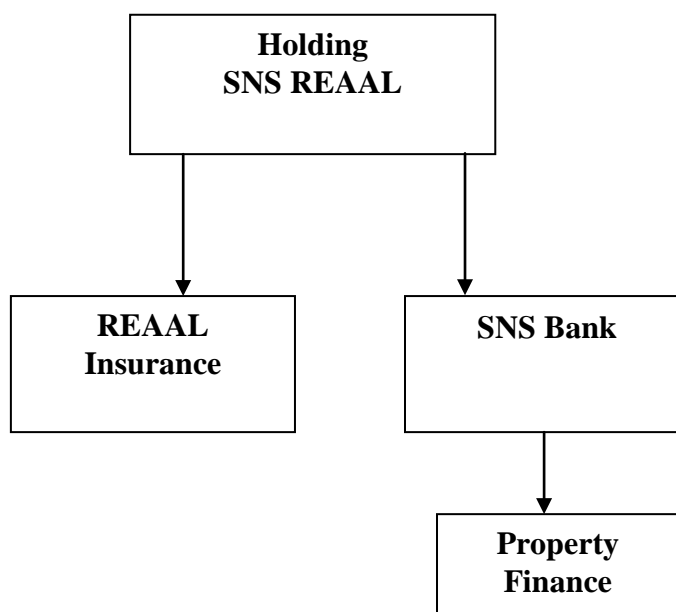 Holding
SNS REAAL
REAAL
Insurance
SNS Bank
Property
Finance